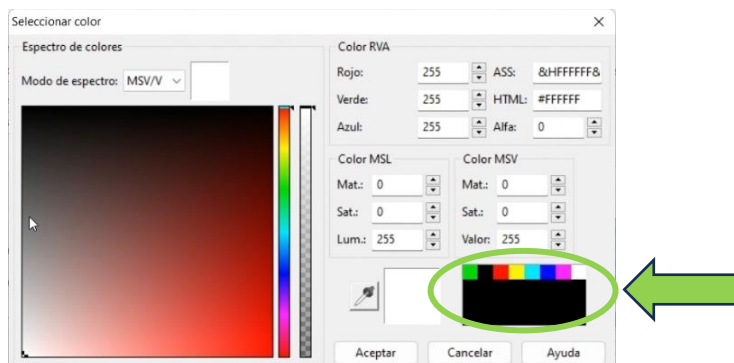 Seleccionar color
Espectro de colores
Modo de espectro: MSV/V
Color RVA
Rojo: 255 ASS: &HFFFFFF&
Verde: 255 HTML: #FFFFFF
Azul: 255 Alfa: 0
Color MSL
Mat.: 0
Sat.: 0
Lum.: 255
Color MSV
Mat.: 0
Sat.: 0
Valor: 255
Aceptar
Cancelar
Ayuda